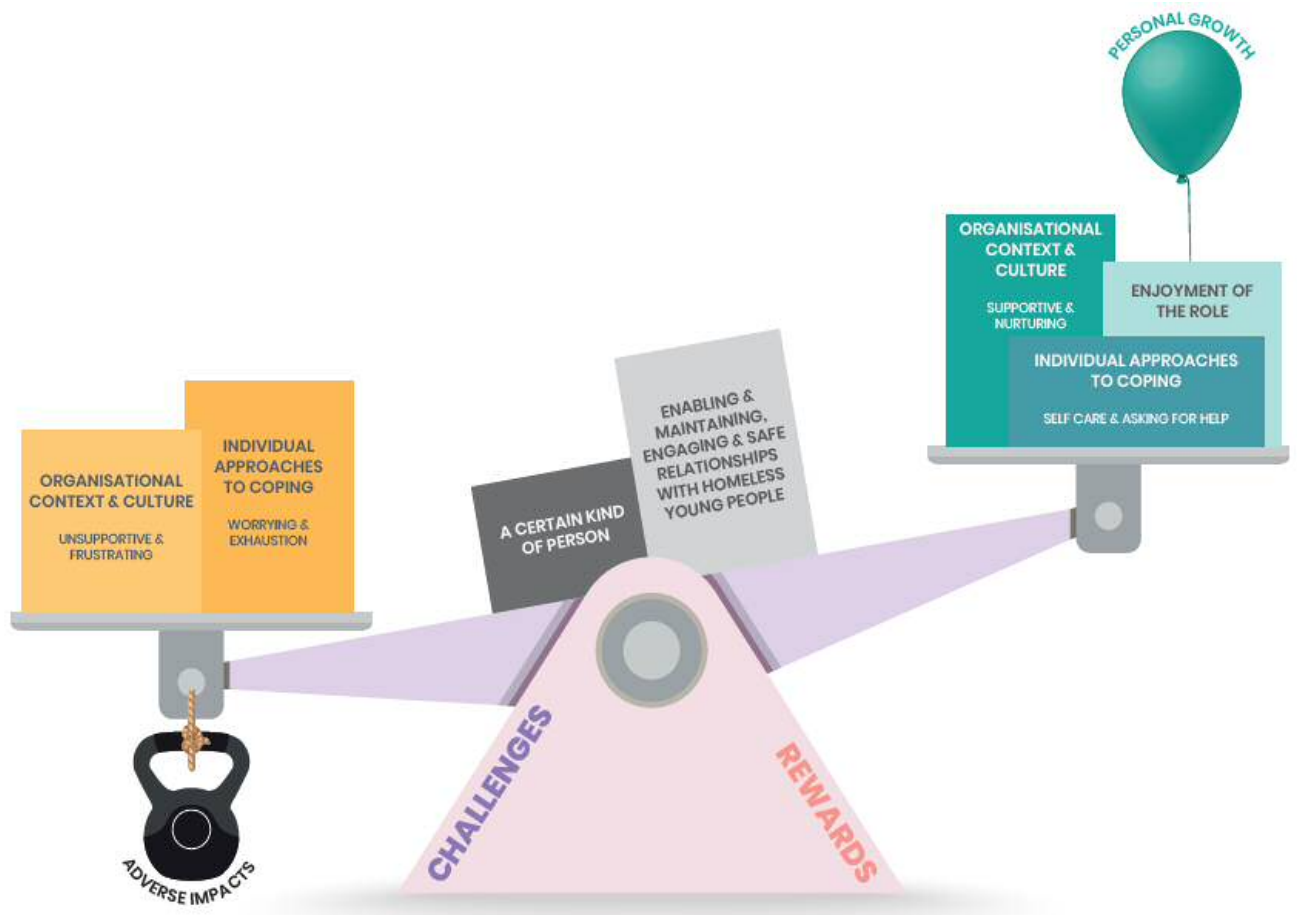 PERSONAL GROWTH
ORGANISATIONAL
CONTEXT &
CULTURE
SUPPORTIVE &
NURTURING
ENJOYMENT OF
THE ROLE
INDIVIDUAL APPROACHES
TO COPING
SELF CARE & ASKING FOR HELP
ENABLING &
MAINTAINING,
ENGAGING & SAFE
RELATIONSHIPS
WITH HOMELESS
YOUNG PEOPLE
A CERTAIN KIND
OF PERSON
INDIVIDUAL
APPROACHES
TO COPING
WORRYING &
EXHAUSTION
ORGANISATIONAL
CONTEXT & CULTURE
UNSUPPORTIVE &
FRUSTRATING
CHALLENGES
REWARDS
ADVERSE IMPACTS